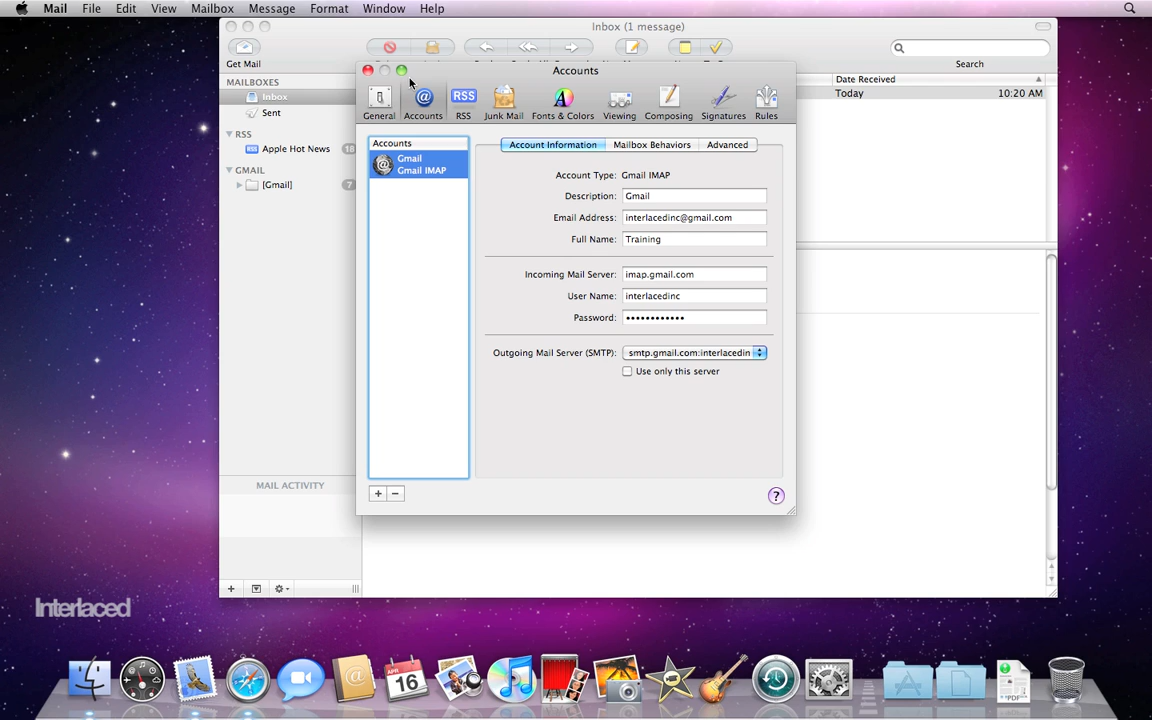 Mail File Edit View Mailbox Message Format Window Help
Inbox (1 message)
Get Mail
Search
MAILBOXES
Inbox
Sent
RSS
Apple Hot News 18
GMAIL
[Gmail] 7
MAIL ACTIVITY
Date Received
Today 10:20 AM
Accounts
General Accounts RSS Junk Mail Fonts & Colors Viewing Composing Signatures Rules
RSS
Accounts
Gmail
Gmail IMAP
Account Information Mailbox Behaviors Advanced
Account Type: Gmail IMAP
Description: Gmail
Email Address: interlacedinc@gmail.com
Full Name: Training
Incoming Mail Server: imap.gmail.com
User Name: interlacedinc
Password: ••••••••••••
Outgoing Mail Server (SMTP): smtp.gmail.com:interlacedin
Use only this server
+ − ?
Interlaced
16
PDF